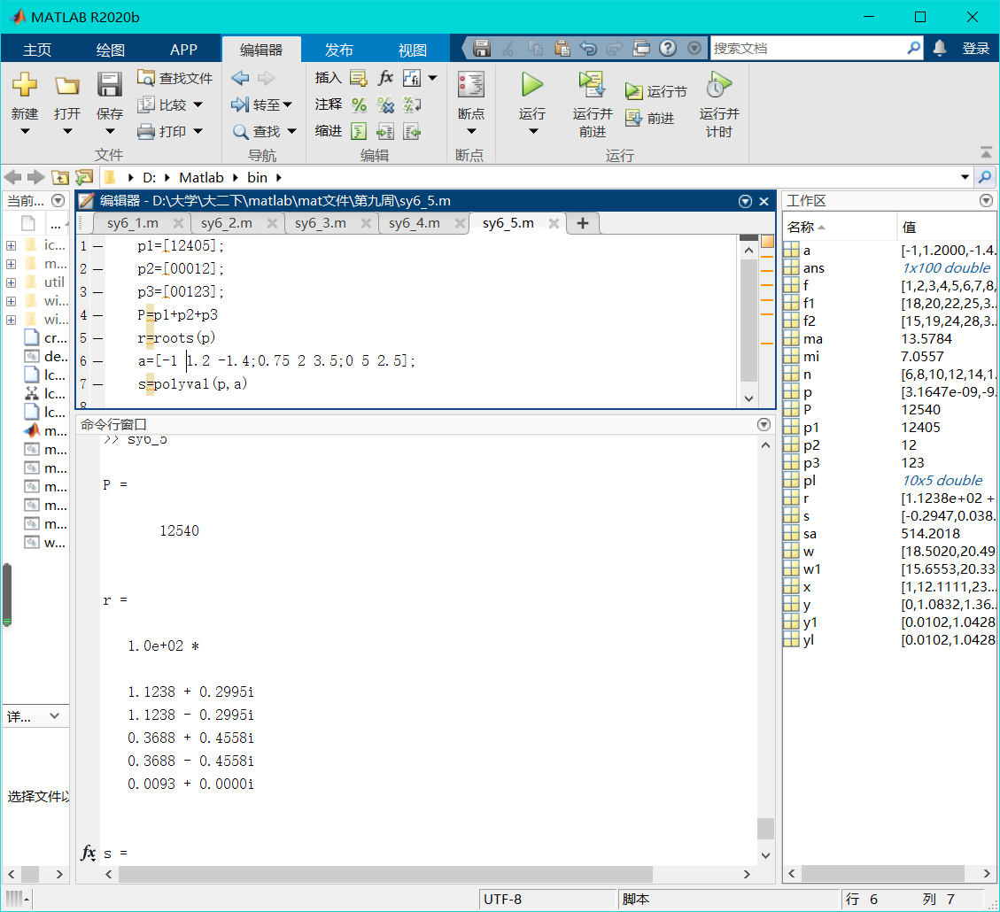 MATLAB R2020b
主页 绘图 APP 编辑器 发布 视图 搜索文档 登录
新建 打开 保存 查找文件 比较 打印
文件
转至 查找
导航
插入 注释 缩进
编辑
断点
断点
运行 运行并前进 运行节 前进 运行并计时
运行
D: Matlab bin
当前...
...
ic...
m...
util
wi...
wi...
cr...
de...
lc...
lc...
lc...
m...
m...
m...
m...
m...
m...
w...
详...
选择文件以
编辑器 - D:\大学\大二下\matlab\mat文件\第九周\sy6_5.m
sy6_1.m sy6_2.m sy6_3.m sy6_4.m sy6_5.m
1 — p1=[12405];
2 — p2=[00012];
3 — p3=[00123];
4 — P=p1+p2+p3
5 — r=roots(p)
6 — a=[-1 1.2 -1.4;0.75 2 3.5;0 5 2.5];
7 — s=polyval(p,a)
8
命令行窗口
>> sy6_5
P =
12540
r =
1.0e+02 *
1.1238 + 0.2995i
1.1238 - 0.2995i
0.3688 + 0.4558i
0.3688 - 0.4558i
0.0093 + 0.0000i
fx s =
工作区
名称 值
a [-1,1.2000,-1.4...
ans 1x100 double
f [1,2,3,4,5,6,7,8,
f1 [18,20,22,25,3...
f2 [15,19,24,28,3...
ma 13.5784
mi 7.0557
n [6,8,10,12,14,1...
p [3.1647e-09,-9...
P 12540
p1 12405
p2 12
p3 123
pl 10x5 double
r [1.1238e+02 +
s [-0.2947,0.038...
sa 514.2018
w [18.5020,20.49...
w1 [15.6553,20.33...
x [1,12.1111,23...
y [0,1.0832,1.36...
y1 [0.0102,1.0428...
yl [0.0102,1.0428...
UTF-8 脚本 行 6 列 7